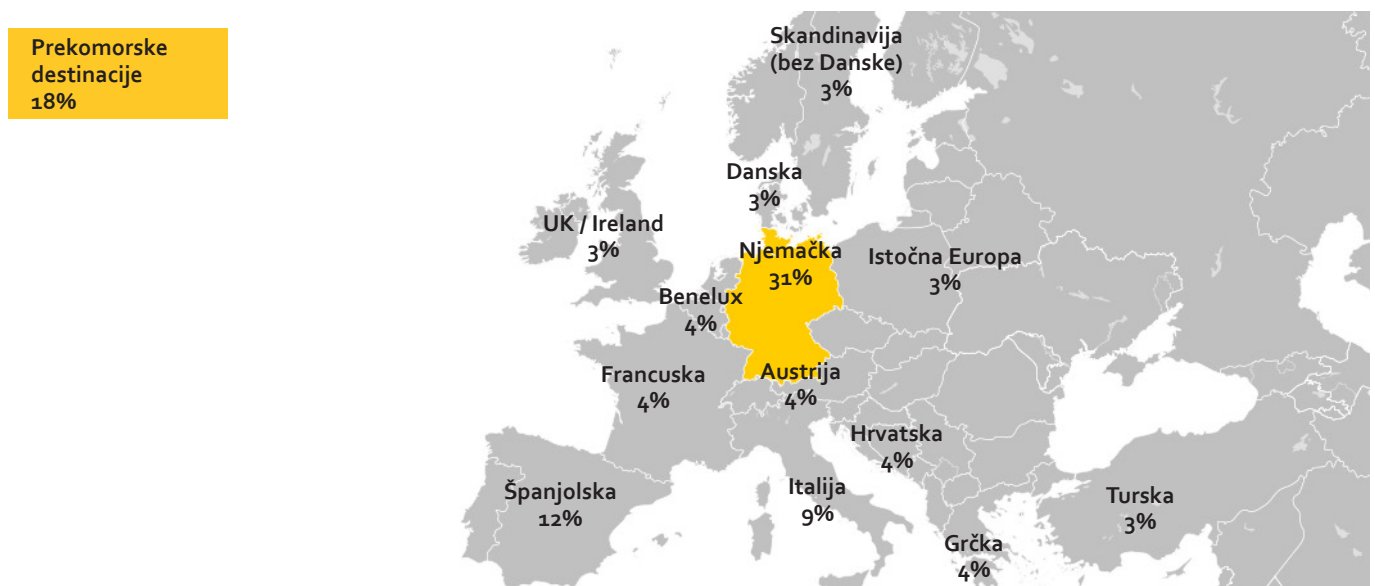 Prekomorske
destinacije
18%
Skandinavija
(bez Danske)
3%
Danska
3%
UK / Ireland
3%
Njemačka
31%
Istočna Europa
3%
Benelux
4%
Francuska
4%
Austrija
4%
Hrvatska
4%
Španjolska
12%
Italija
9%
Turska
3%
Grčka
4%